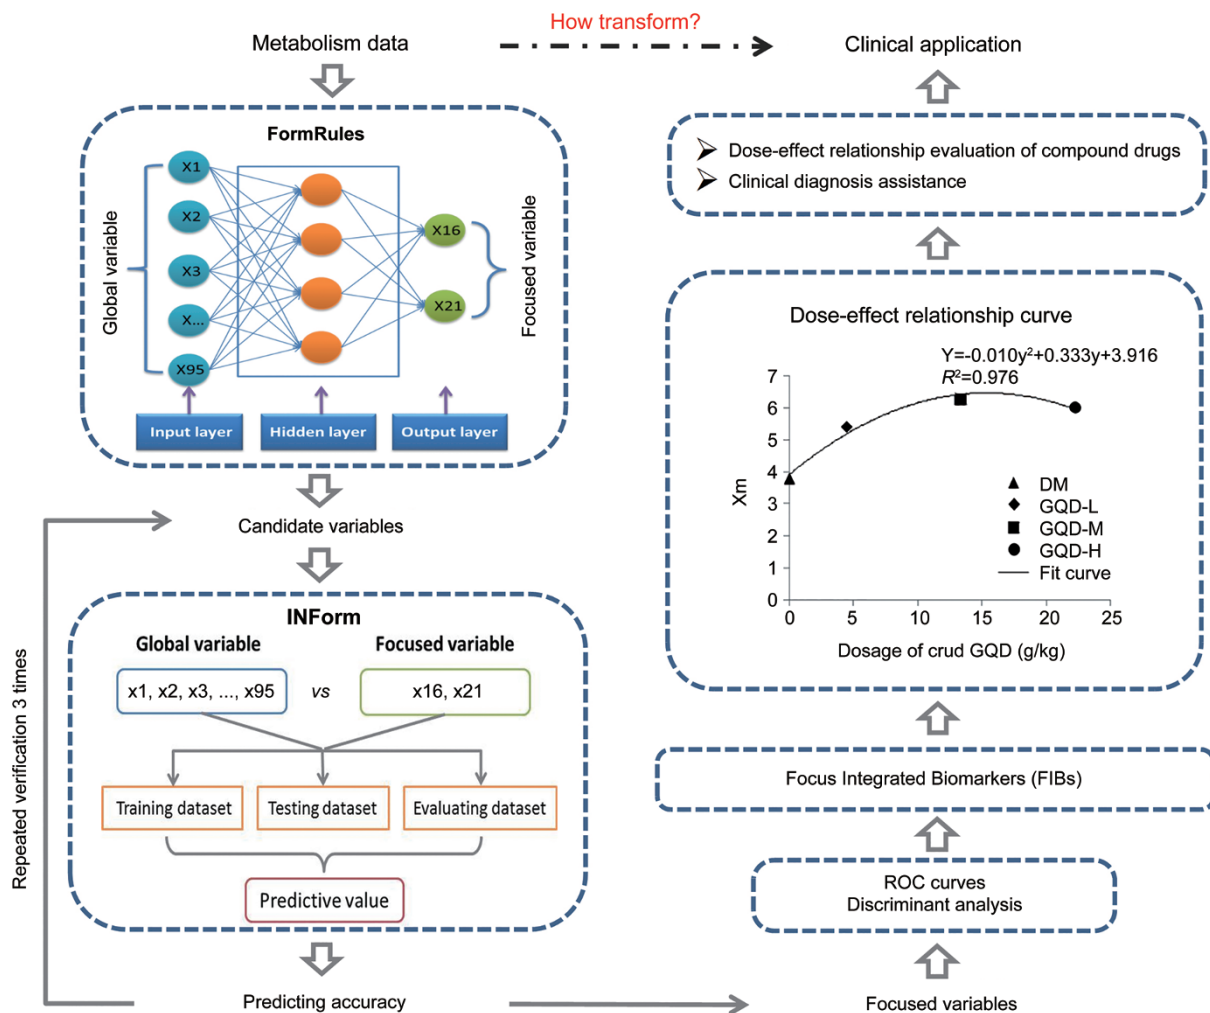 How transform?
Metabolism data
Clinical application
FormRules
Global variable
X1
X2
X3
X...
X95
X16
X21
Focused variable
Input layer
Hidden layer
Output layer
Candidate variables
INForm
Global variable
Focused variable
x1, x2, x3, ..., x95
vs
x16, x21
Training dataset
Testing dataset
Evaluating dataset
Predictive value
Repeated verification 3 times
Predicting accuracy
Dose-effect relationship evaluation of compound drugs
Clinical diagnosis assistance
Dose-effect relationship curve
Y=-0.010y²+0.333y+3.916
R²=0.976
Xm
7
6
5
4
3
2
1
0
DM
GQD-L
GQD-M
GQD-H
Fit curve
0 5 10 15 20 25
Dosage of crud GQD (g/kg)
Focus Integrated Biomarkers (FIBs)
ROC curves
Discriminant analysis
Focused variables